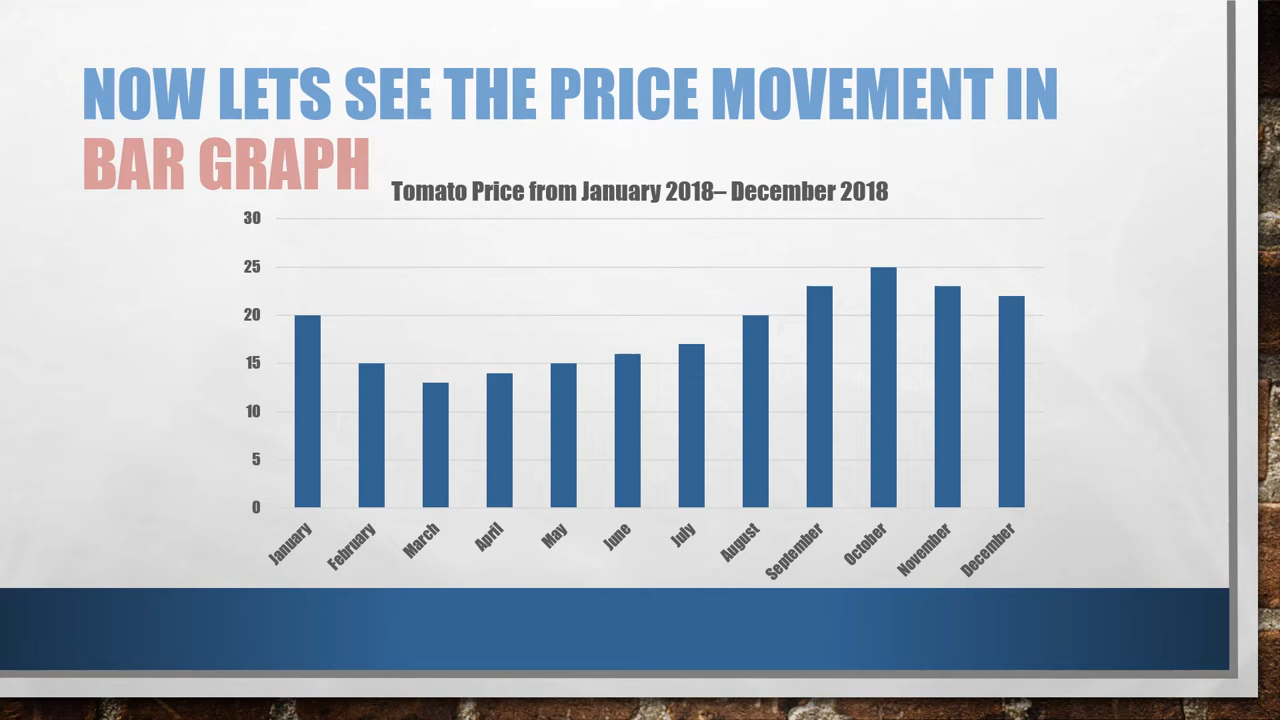 NOW LETS SEE THE PRICE MOVEMENT IN
BAR GRAPH
Tomato Price from January 2018– December 2018
30
25
20
15
10
5
0
January
February
March
April
May
June
July
August
September
October
November
December